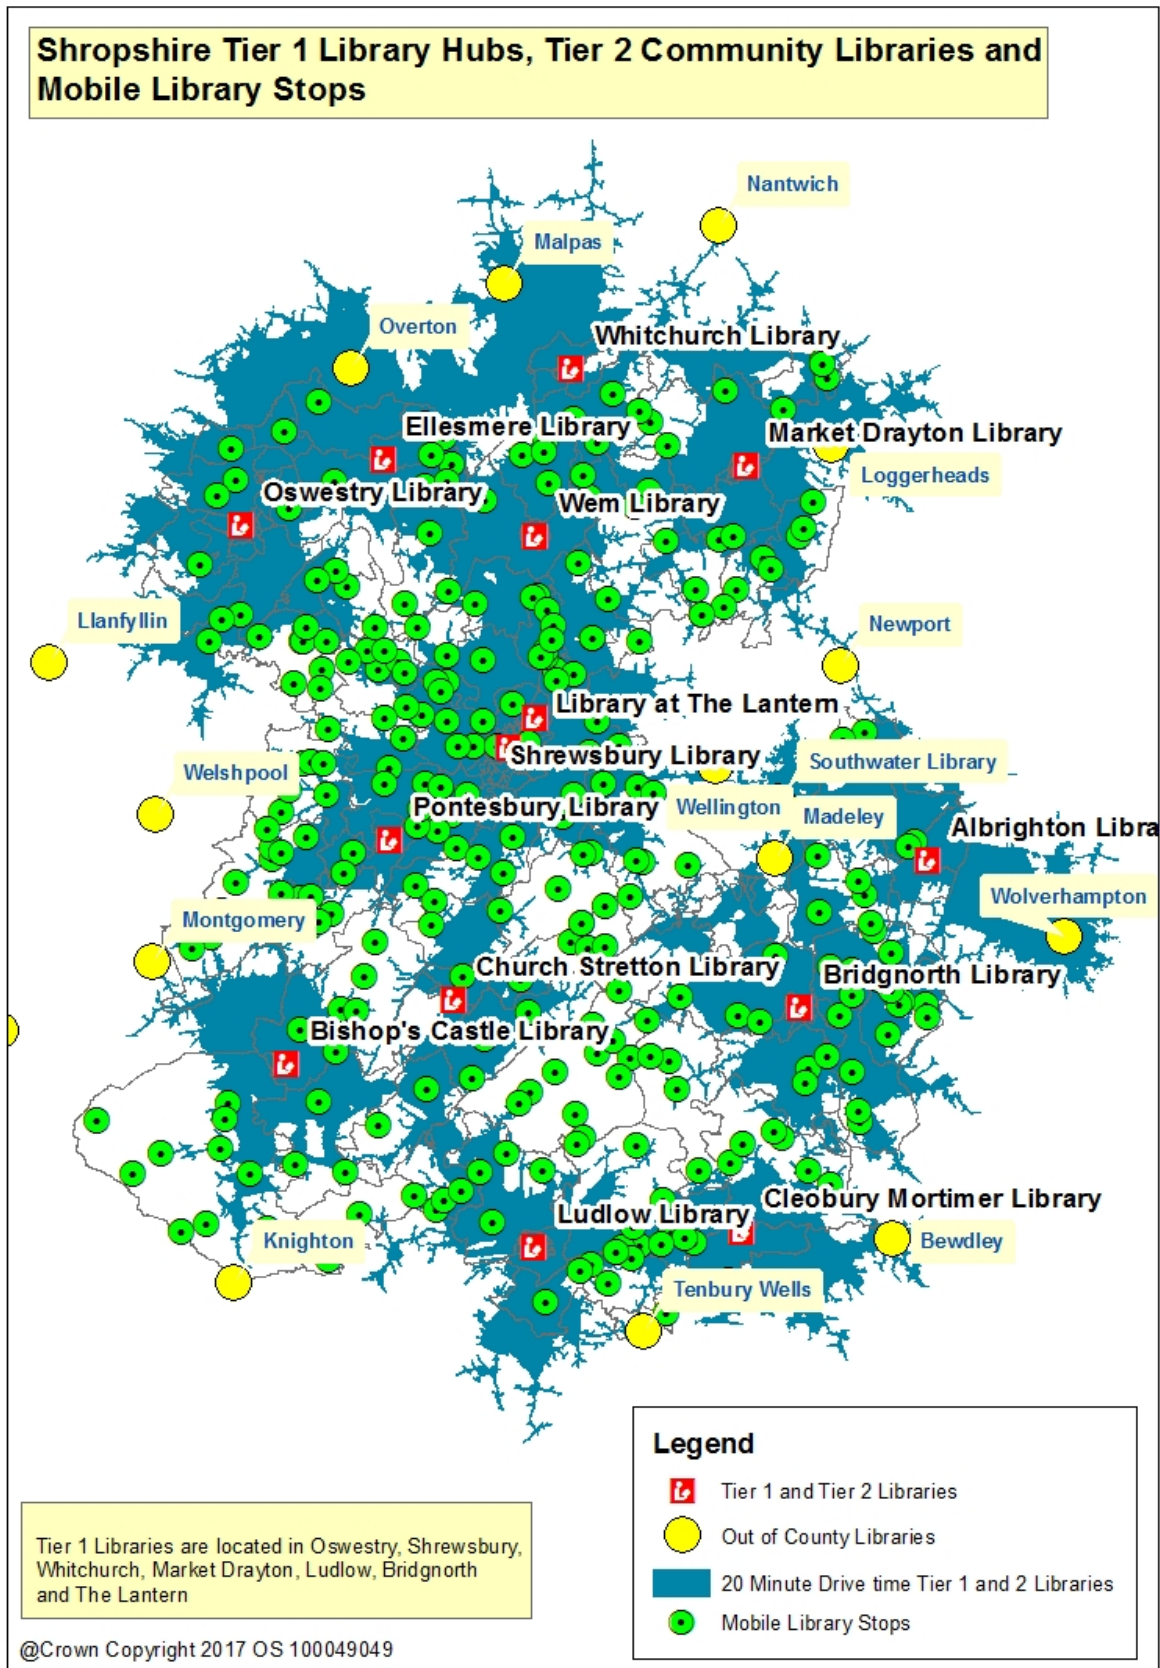 Shropshire Tier 1 Library Hubs, Tier 2 Community Libraries and
Mobile Library Stops
Nantwich
Malpas
Overton
Whitchurch Library
Ellesmere Library
Market Drayton Library
Loggerheads
Oswestry Library
Wem Library
Llanfyllin
Newport
Library at The Lantern
Shrewsbury Library
Southwater Library
Welshpool
Pontesbury Library
Wellington
Madeley
Albrighton Libra
Wolverhampton
Montgomery
Church Stretton Library
Bridgnorth Library
Bishop's Castle Library
Cleobury Mortimer Library
Ludlow Library
Knighton
Bewdley
Tenbury Wells
Legend
Tier 1 and Tier 2 Libraries
Out of County Libraries
20 Minute Drive time Tier 1 and 2 Libraries
Mobile Library Stops
Tier 1 Libraries are located in Oswestry, Shrewsbury,
Whitchurch, Market Drayton, Ludlow, Bridgnorth
and The Lantern
@Crown Copyright 2017 OS 100049049